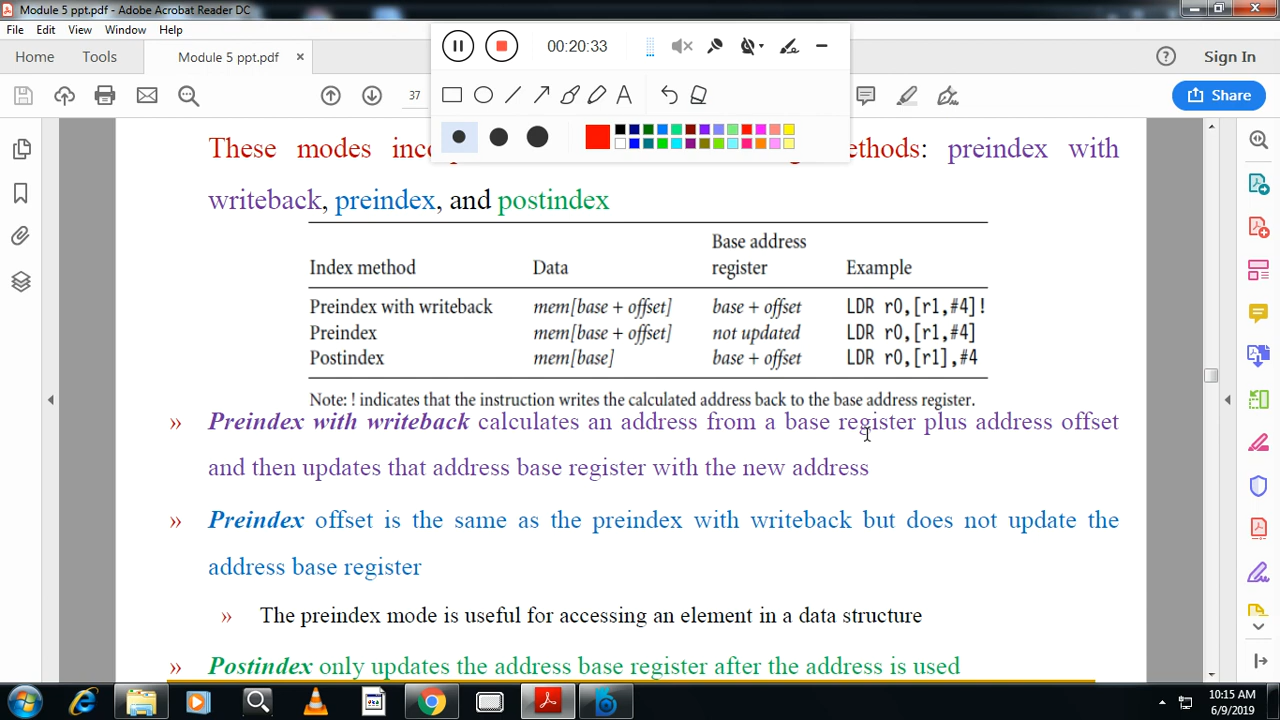 Module 5 ppt.pdf - Adobe Acrobat Reader DC
File Edit View Window Help
00:20:33
Home Tools Module 5 ppt.pdf × Sign In
37
Share
These modes
ethods: preindex with
writeback, preindex, and postindex
Base address
Index method Data register Example
Preindex with writeback mem[base + offset] base + offset LDR r0,[r1,#4]!
Preindex mem[base + offset] not updated LDR r0,[r1,#4]
Postindex mem[base] base + offset LDR r0,[r1],#4
Note: ! indicates that the instruction writes the calculated address back to the base address register.
» Preindex with writeback calculates an address from a base register plus address offset
and then updates that address base register with the new address
» Preindex offset is the same as the preindex with writeback but does not update the
address base register
» The preindex mode is useful for accessing an element in a data structure
» Postindex only updates the address base register after the address is used
10:15 AM
6/9/2019